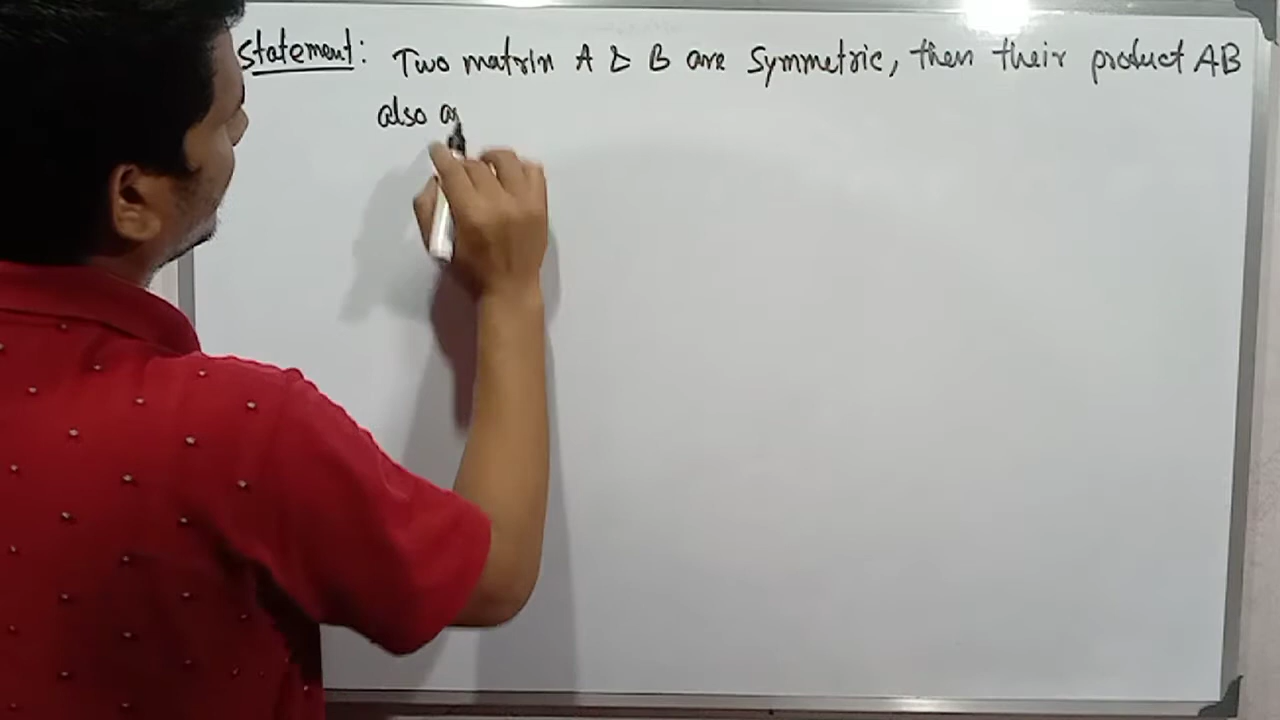 Statement: Two matrix A & B are Symmetric, then their product AB
also